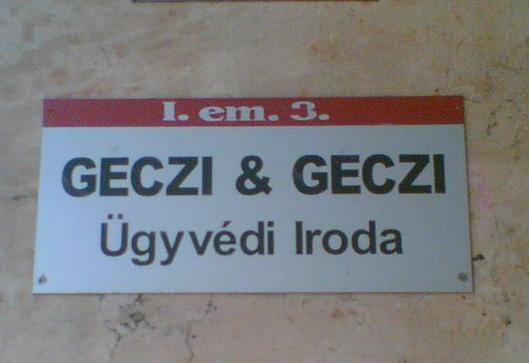 I. em. 3.
GECZI & GECZI
Ügyvédi Iroda